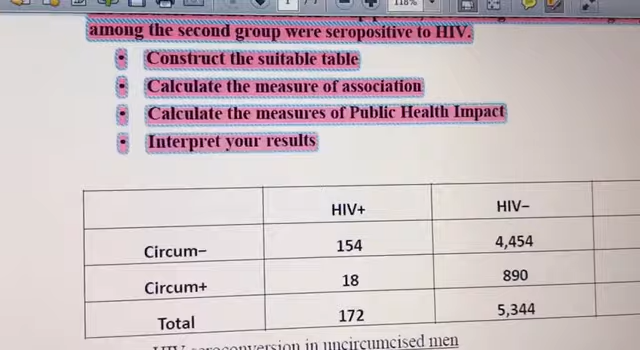 among the second group were seropositive to HIV.
• Construct the suitable table
• Calculate the measure of association
• Calculate the measures of Public Health Impact
• Interpret your results
HIV+ HIV–
Circum– 154 4,454
Circum+ 18 890
Total 172 5,344
HIV seroconversion in uncircumcised men